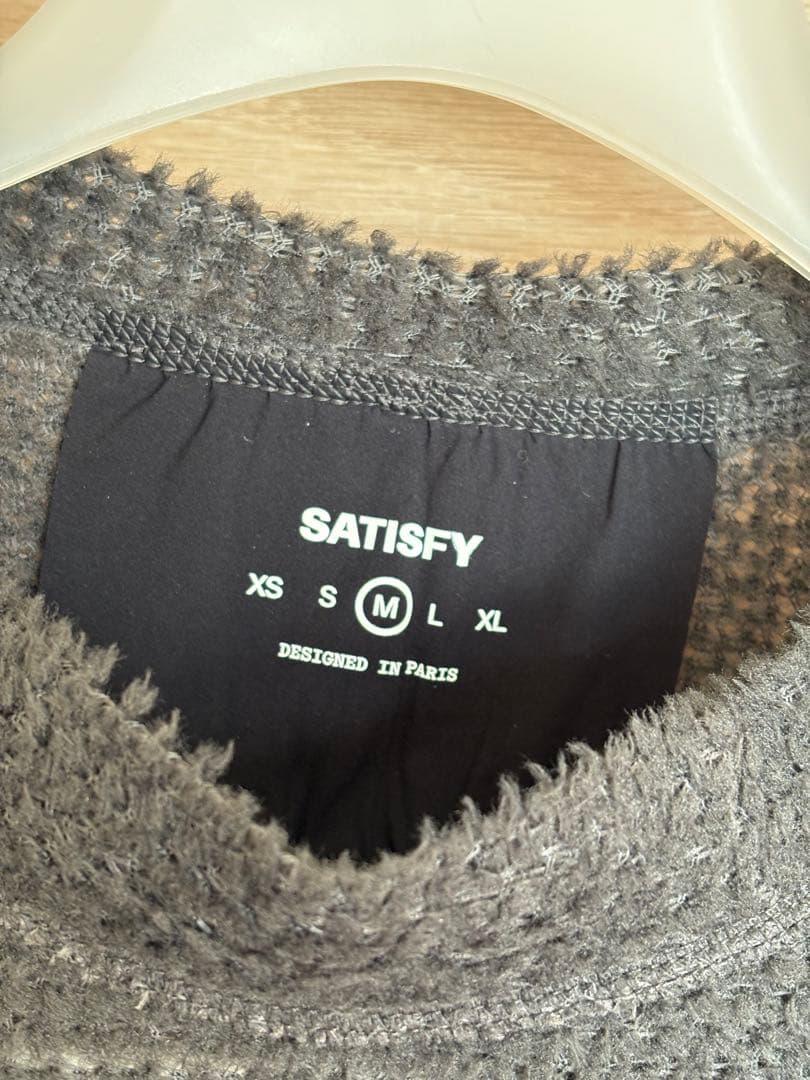 SATISFY
XS S M L XL
DESIGNED IN PARIS